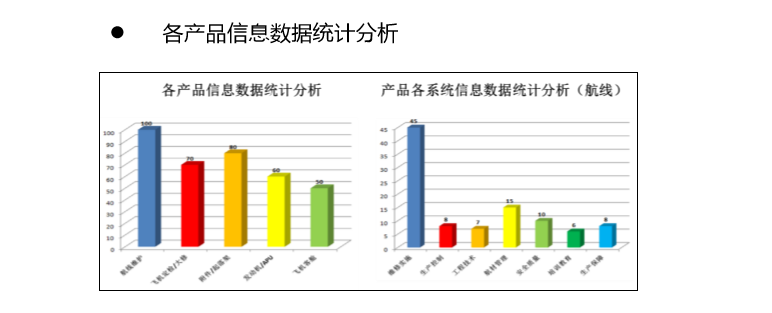 各产品信息数据统计分析
各产品信息数据统计分析
100
90
80
70
60
50
40
30
20
10
0
100
70
80
60
50
航线维护
飞机定检/大修
附件/起落架
发动机/APU
飞机客舱
产品各系统信息数据统计分析（航线）
45
40
35
30
25
20
15
10
5
0
45
8
7
15
10
6
8
维修实施
生产控制
工程技术
航材管理
安全质量
培训教育
生产保障